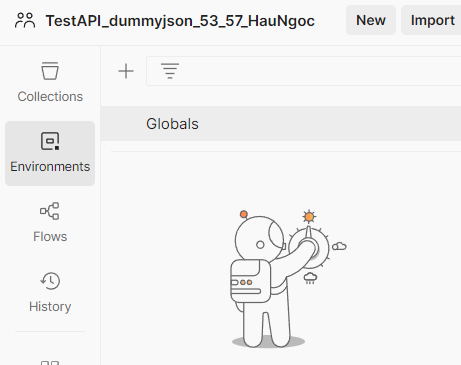 TestAPI_dummyjson_53_57_HauNgoc
New
Import
Collections
Globals
Environments
Flows
History